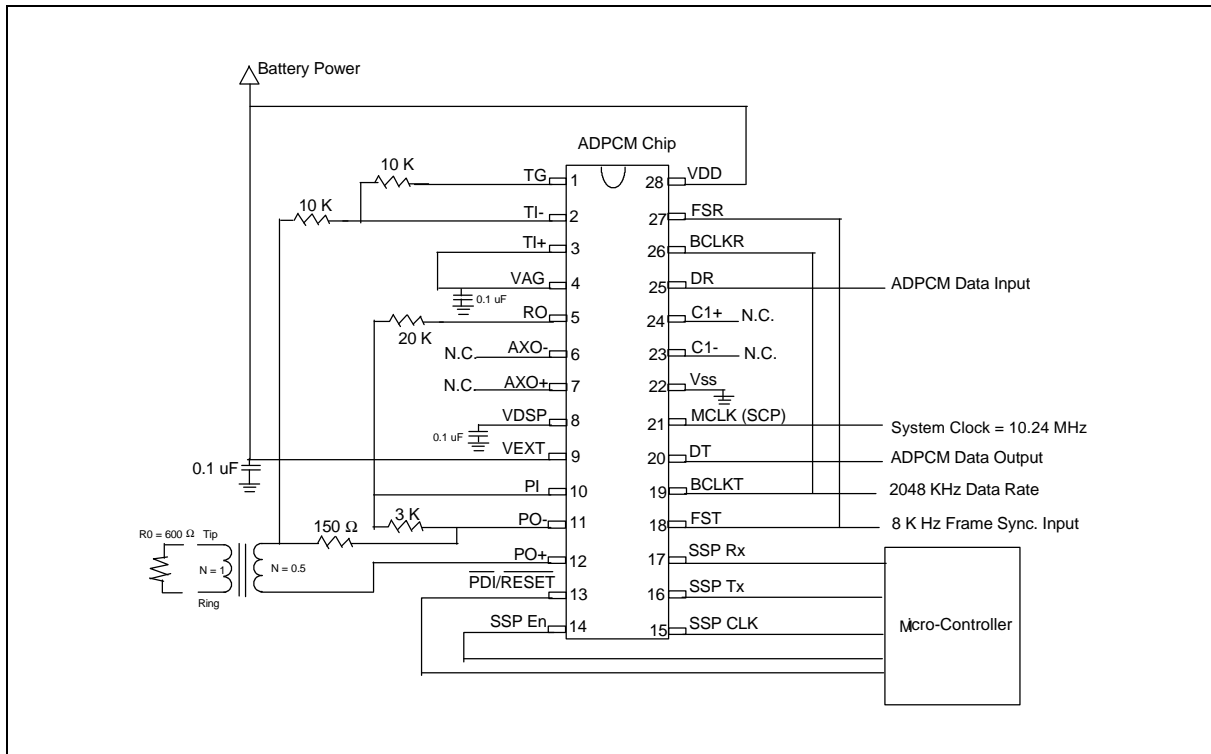 Battery Power
ADPCM Chip
10 K
TG
1
28
VDD
10 K
TI-
2
27
FSR
TI+
3
26
BCLKR
VAG
4
25
DR
ADPCM Data Input
0.1 uF
RO
5
24
C1+
N.C.
20 K
N.C.
AXO-
6
23
C1-
N.C.
N.C.
AXO+
7
22
Vss
VDSP
8
21
MCLK (SCP)
System Clock = 10.24 MHz
0.1 uF
VEXT
9
20
DT
ADPCM Data Output
0.1 uF
PI
10
19
BCLKT
2048 KHz Data Rate
3 K
150 Ω
PO-
11
18
FST
8 K Hz Frame Sync. Input
R0 = 600 Ω
Tip
N = 1
N = 0.5
Ring
PO+
12
17
SSP Rx
PDI/RESET
13
16
SSP Tx
SSP En
14
15
SSP CLK
Micro-Controller